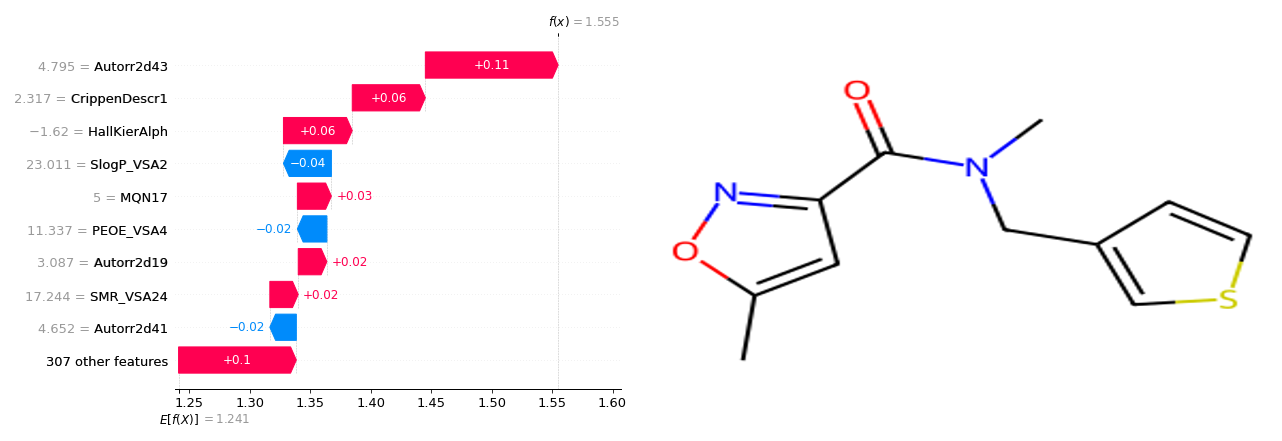 f(x) = 1.555
4.795 = Autorr2d43
+0.11
2.317 = CrippenDescr1
+0.06
−1.62 = HallKierAlph
+0.06
23.011 = SlogP_VSA2
−0.04
5 = MQN17
+0.03
11.337 = PEOE_VSA4
−0.02
3.087 = Autorr2d19
+0.02
17.244 = SMR_VSA24
+0.02
4.652 = Autorr2d41
−0.02
307 other features
+0.1
1.25 1.30 1.35 1.40 1.45 1.50 1.55 1.60
E[f(X)] = 1.241
O
N
N
O
S